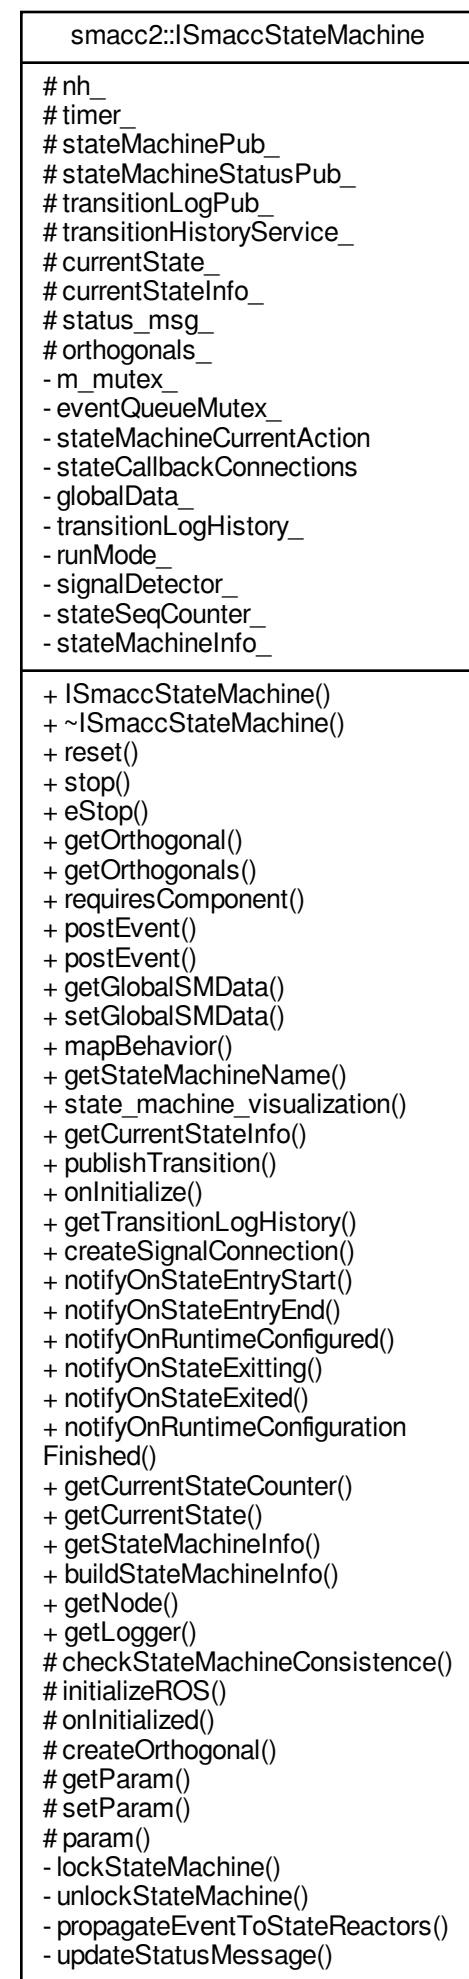 smacc2::ISmaccStateMachine
# nh_
# timer_
# stateMachinePub_
# stateMachineStatusPub_
# transitionLogPub_
# transitionHistoryService_
# currentState_
# currentStateInfo_
# status_msg_
# orthogonals_
- m_mutex_
- eventQueueMutex_
- stateMachineCurrentAction
- stateCallbackConnections
- globalData_
- transitionLogHistory_
- runMode_
- signalDetector_
- stateSeqCounter_
- stateMachineInfo_
+ ISmaccStateMachine()
+ ~ISmaccStateMachine()
+ reset()
+ stop()
+ eStop()
+ getOrthogonal()
+ getOrthogonals()
+ requiresComponent()
+ postEvent()
+ postEvent()
+ getGlobalSMData()
+ setGlobalSMData()
+ mapBehavior()
+ getStateMachineName()
+ state_machine_visualization()
+ getCurrentStateInfo()
+ publishTransition()
+ onInitialize()
+ getTransitionLogHistory()
+ createSignalConnection()
+ notifyOnStateEntryStart()
+ notifyOnStateEntryEnd()
+ notifyOnRuntimeConfigured()
+ notifyOnStateExitting()
+ notifyOnStateExited()
+ notifyOnRuntimeConfiguration
Finished()
+ getCurrentStateCounter()
+ getCurrentState()
+ getStateMachineInfo()
+ buildStateMachineInfo()
+ getNode()
+ getLogger()
# checkStateMachineConsistence()
# initializeROS()
# onInitialized()
# createOrthogonal()
# getParam()
# setParam()
# param()
- lockStateMachine()
- unlockStateMachine()
- propagateEventToStateReactors()
- updateStatusMessage()